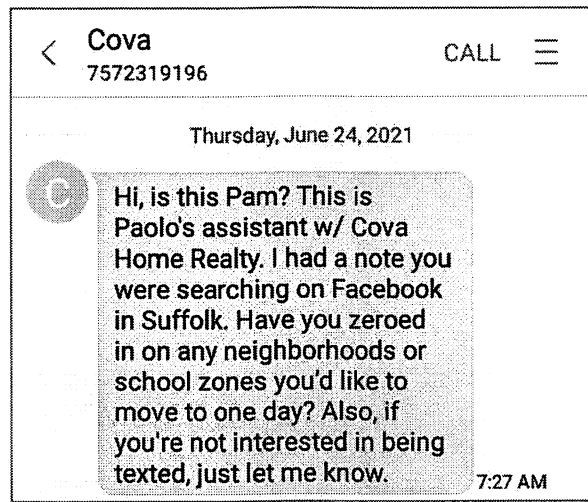 Cova
7572319196
CALL
Thursday, June 24, 2021
C
Hi, is this Pam? This is
Paolo's assistant w/ Cova
Home Realty. I had a note you
were searching on Facebook
in Suffolk. Have you zeroed
in on any neighborhoods or
school zones you'd like to
move to one day? Also, if
you're not interested in being
texted, just let me know.
7:27 AM